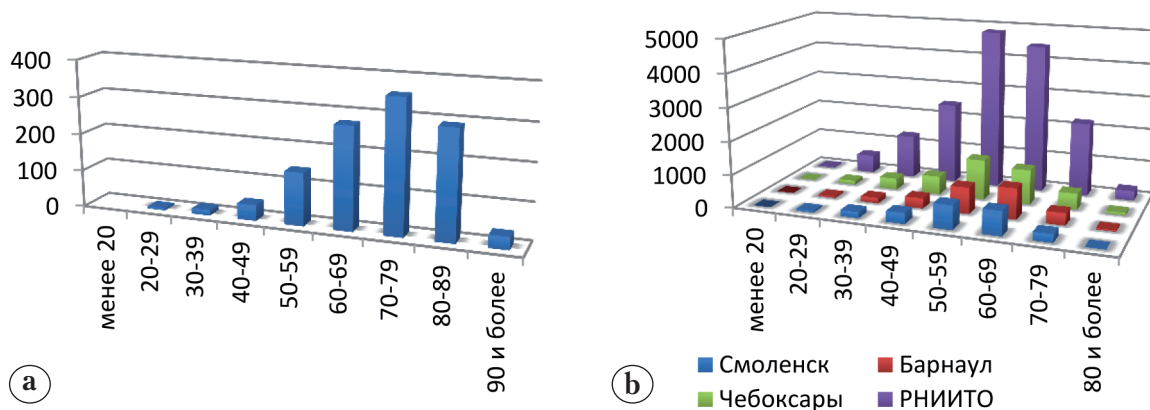 400
300
200
100
0
менее 20
20-29
30-39
40-49
50-59
60-69
70-79
80-89
90 и более
a
5000
4000
3000
2000
1000
0
менее 20
20-29
30-39
40-49
50-59
60-69
70-79
80 и более
b
Смоленск
Барнаул
Чебоксары
РНИИТО